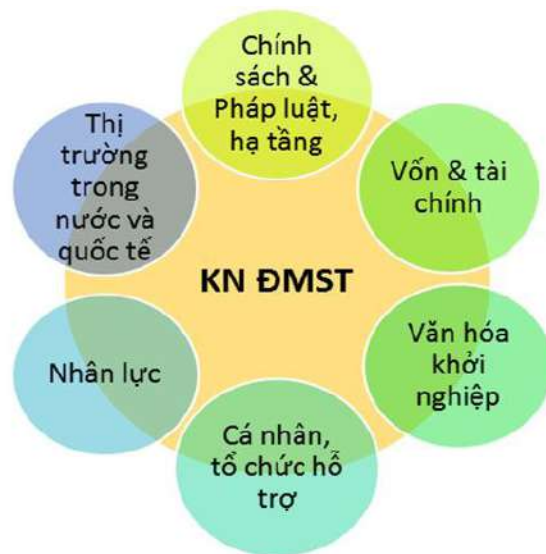 Chính
sách &
Pháp luật,
hạ tầng
Vốn & tài
chính
Văn hóa
khởi
nghiệp
Cá nhân,
tổ chức hỗ
trợ
Nhân lực
Thị
trường
trong
nước và
quốc tế
KN ĐMST